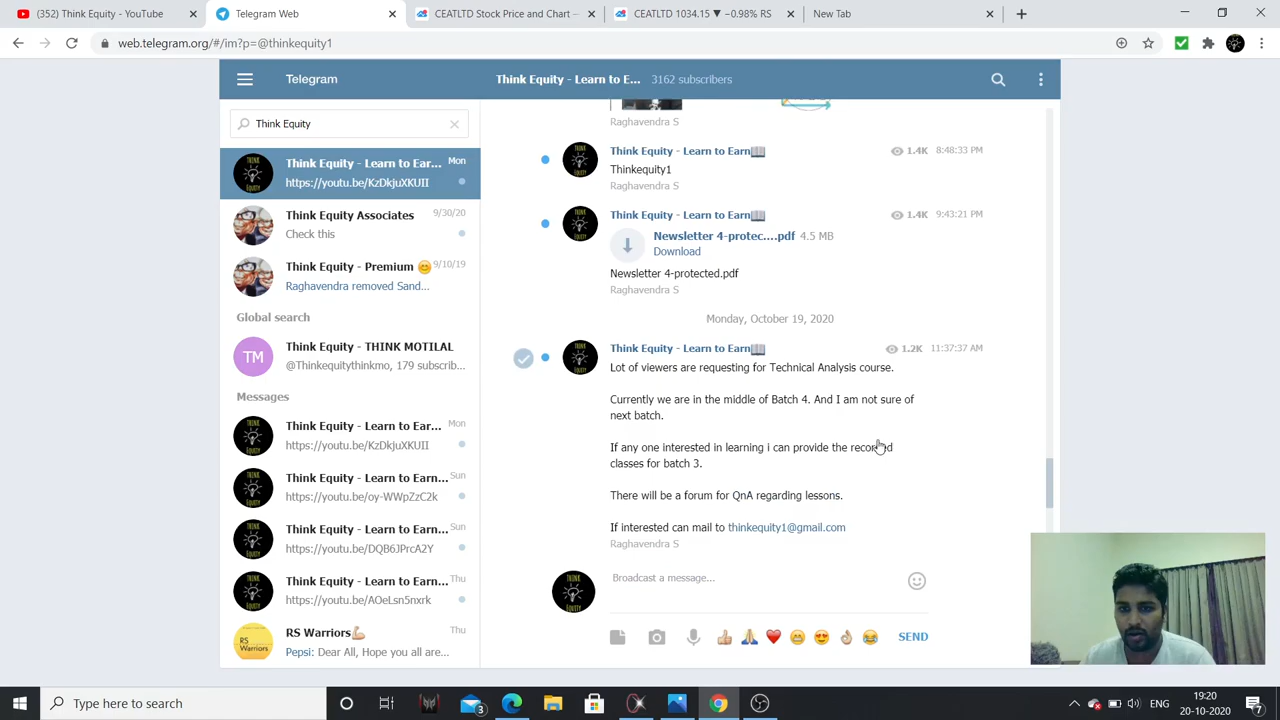 (352) Think Equity - YouTube
Telegram Web
CEATLTD Stock Price and Chart —
CEATLTD 1034.15 ▼ −0.98% RS
New Tab
web.telegram.org/#/im?p=@thinkequity1
Telegram
Think Equity - Learn to E... 3162 subscribers
Think Equity
Think Equity - Learn to Ear... Mon
https://youtu.be/KzDkjuXKUII
Think Equity Associates 9/30/20
Check this
Think Equity - Premium 😊 9/10/19
Raghavendra removed Sand...
Global search
TM
Think Equity - THINK MOTILAL
@Thinkequitythinkmo, 179 subscrib...
Messages
Think Equity - Learn to Ear... Mon
https://youtu.be/KzDkjuXKUII
Think Equity - Learn to Ear... Sun
https://youtu.be/oy-WWpZzC2k
Think Equity - Learn to Ear... Sun
https://youtu.be/DQB6JPrcA2Y
Think Equity - Learn to Ear... Thu
https://youtu.be/AOeLsn5nxrk
RS Warriors💪🏼 Thu
Pepsi: Dear All, Hope you all are...
Raghavendra S
Think Equity - Learn to Earn📖 1.4K 8:48:33 PM
Thinkequity1
Raghavendra S
Think Equity - Learn to Earn📖 1.4K 9:43:21 PM
Newsletter 4-protec....pdf 4.5 MB
Download
Newsletter 4-protected.pdf
Raghavendra S
Monday, October 19, 2020
Think Equity - Learn to Earn📖 1.2K 11:37:37 AM
Lot of viewers are requesting for Technical Analysis course.
Currently we are in the middle of Batch 4. And I am not sure of
next batch.
If any one interested in learning i can provide the recorded
classes for batch 3.
There will be a forum for QnA regarding lessons.
If interested can mail to thinkequity1@gmail.com
Raghavendra S
Broadcast a message...
SEND
Type here to search
3
ENG
19:20
20-10-2020
7